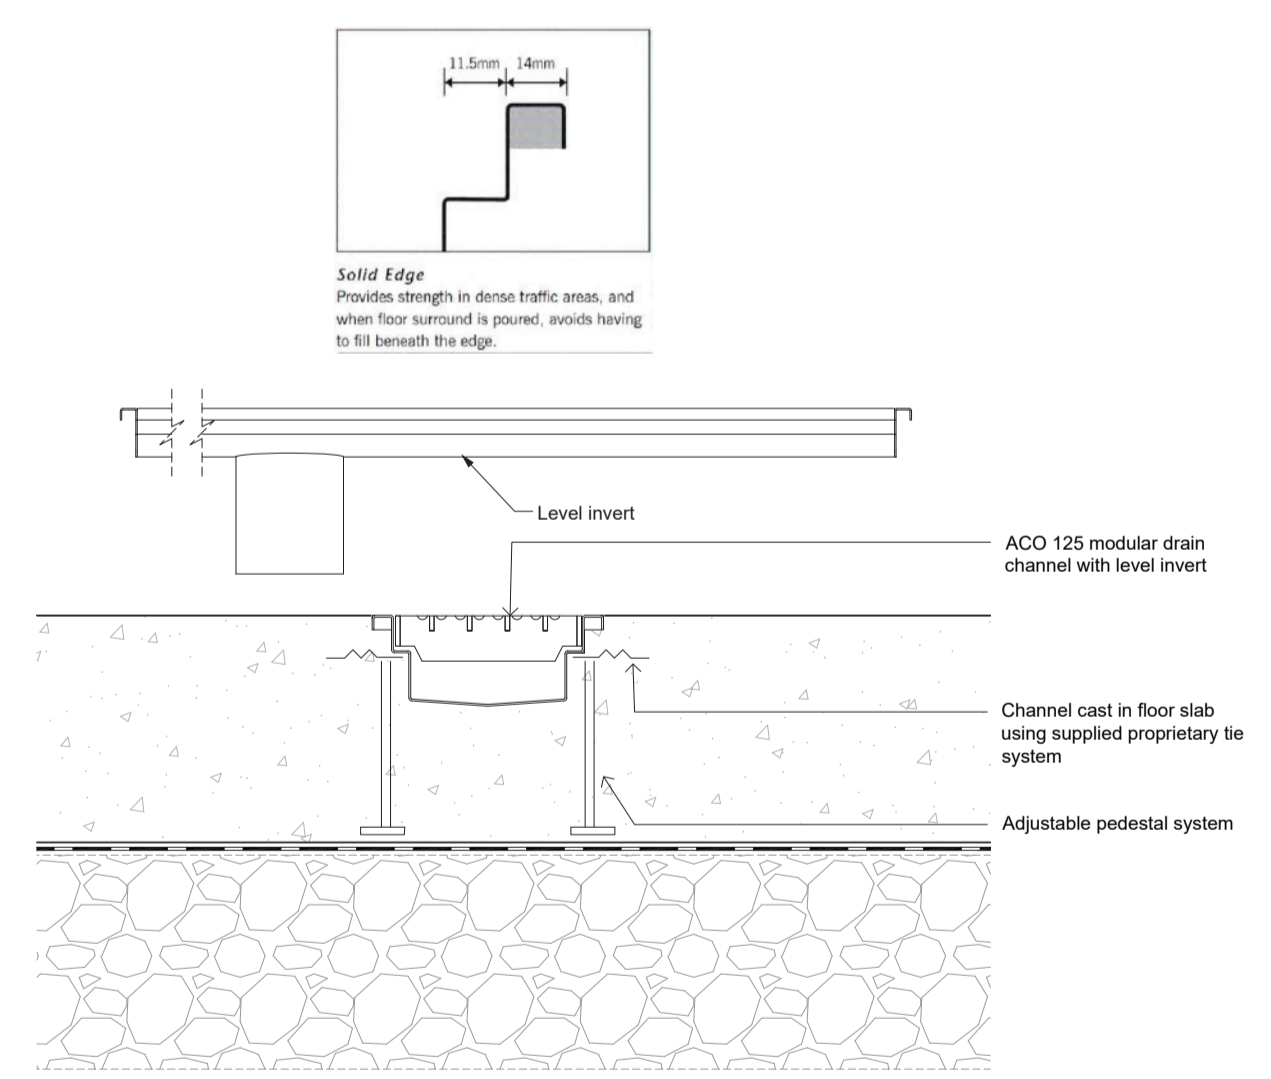 11.5mm 14mm
Solid Edge
Provides strength in dense traffic areas, and
when floor surround is poured, avoids having
to fill beneath the edge.
Level invert
ACO 125 modular drain
channel with level invert
Channel cast in floor slab
using supplied proprietary tie
system
Adjustable pedestal system